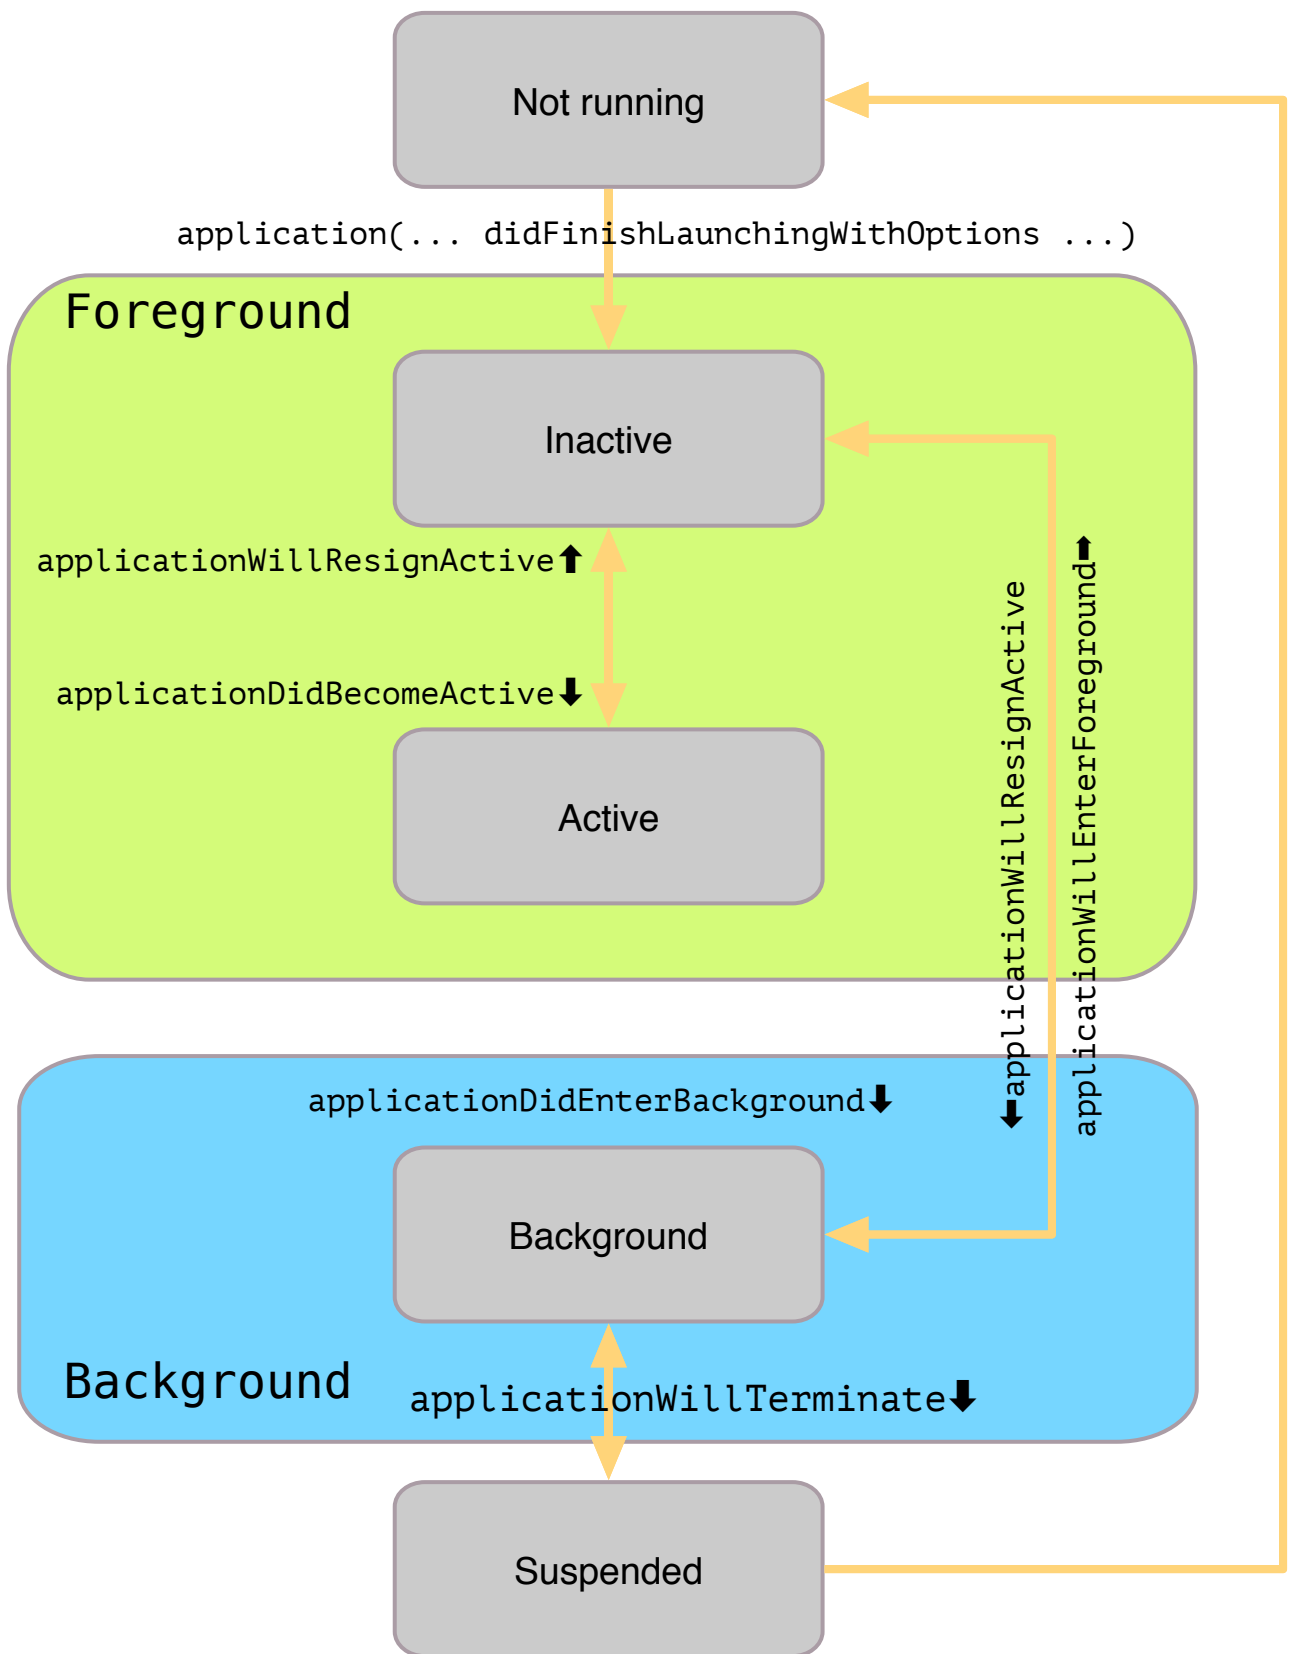 Not running
application(... didFinishLaunchingWithOptions ...)
Foreground
Inactive
applicationWillResignActive⬆
applicationDidBecomeActive⬇
Active
⬅applicationWillResignActive
applicationWillEnterForeground➡
applicationDidEnterBackground⬇
Background
Background
applicationWillTerminate⬇
Suspended